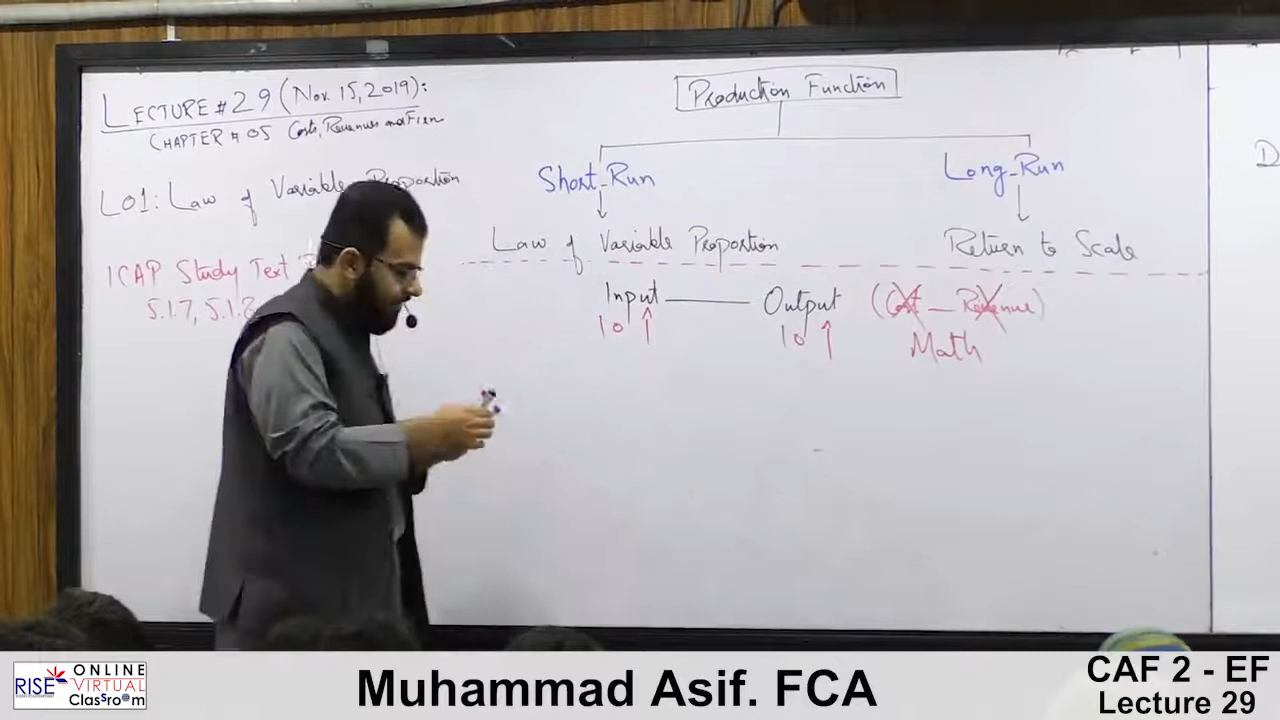 LECTURE # 29 (Nov. 15, 2019):
CHAPTER # 05 Costs, Revenues and Firm
LO1: Law of Variable Proportion
ICAP Study Text
5.1.7, 5.1.8
Production Function
Short-Run
Long-Run
Law of Variable Proportion
Return to Scale
Input — Output (Cost — Revenue)
10 ↑ 10 ↑ Math
D
RISE ONLINE VIRTUAL Classroom
Muhammad Asif. FCA
CAF 2 - EF
Lecture 29